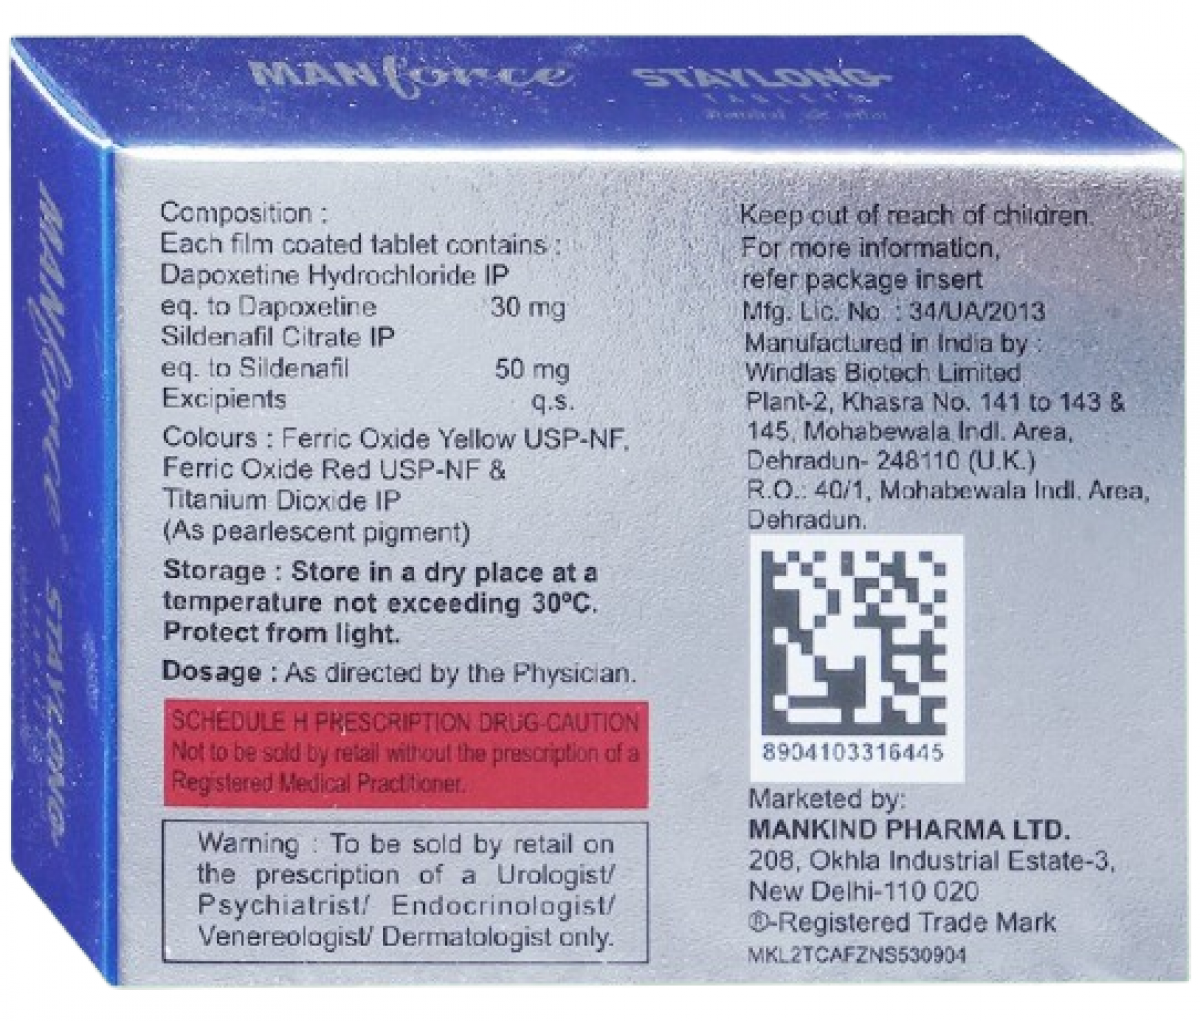 MANforce STAYLONG
TABLETS
MANforce STAYLONG
Composition :
Each film coated tablet contains :
Dapoxetine Hydrochloride IP
eq. to Dapoxetine 30 mg
Sildenafil Citrate IP
eq. to Sildenafil 50 mg
Excipients q.s.
Colours : Ferric Oxide Yellow USP-NF,
Ferric Oxide Red USP-NF &
Titanium Dioxide IP
(As pearlescent pigment)
Storage : Store in a dry place at a
temperature not exceeding 30ºC.
Protect from light.
Dosage : As directed by the Physician.
SCHEDULE H PRESCRIPTION DRUG-CAUTION
Not to be sold by retail without the prescription of a
Registered Medical Practitioner.
Warning : To be sold by retail on
the prescription of a Urologist/
Psychiatrist/ Endocrinologist/
Venereologist/ Dermatologist only.
Keep out of reach of children.
For more information,
refer package insert
Mfg. Lic. No. : 34/UA/2013
Manufactured in India by :
Windlas Biotech Limited
Plant-2, Khasra No. 141 to 143 &
145, Mohabewala Indl. Area,
Dehradun- 248110 (U.K.)
R.O.: 40/1, Mohabewala Indl. Area,
Dehradun.
8904103316445
Marketed by:
MANKIND PHARMA LTD.
208, Okhla Industrial Estate-3,
New Delhi-110 020
®-Registered Trade Mark
MKL2TCAFZNS530904